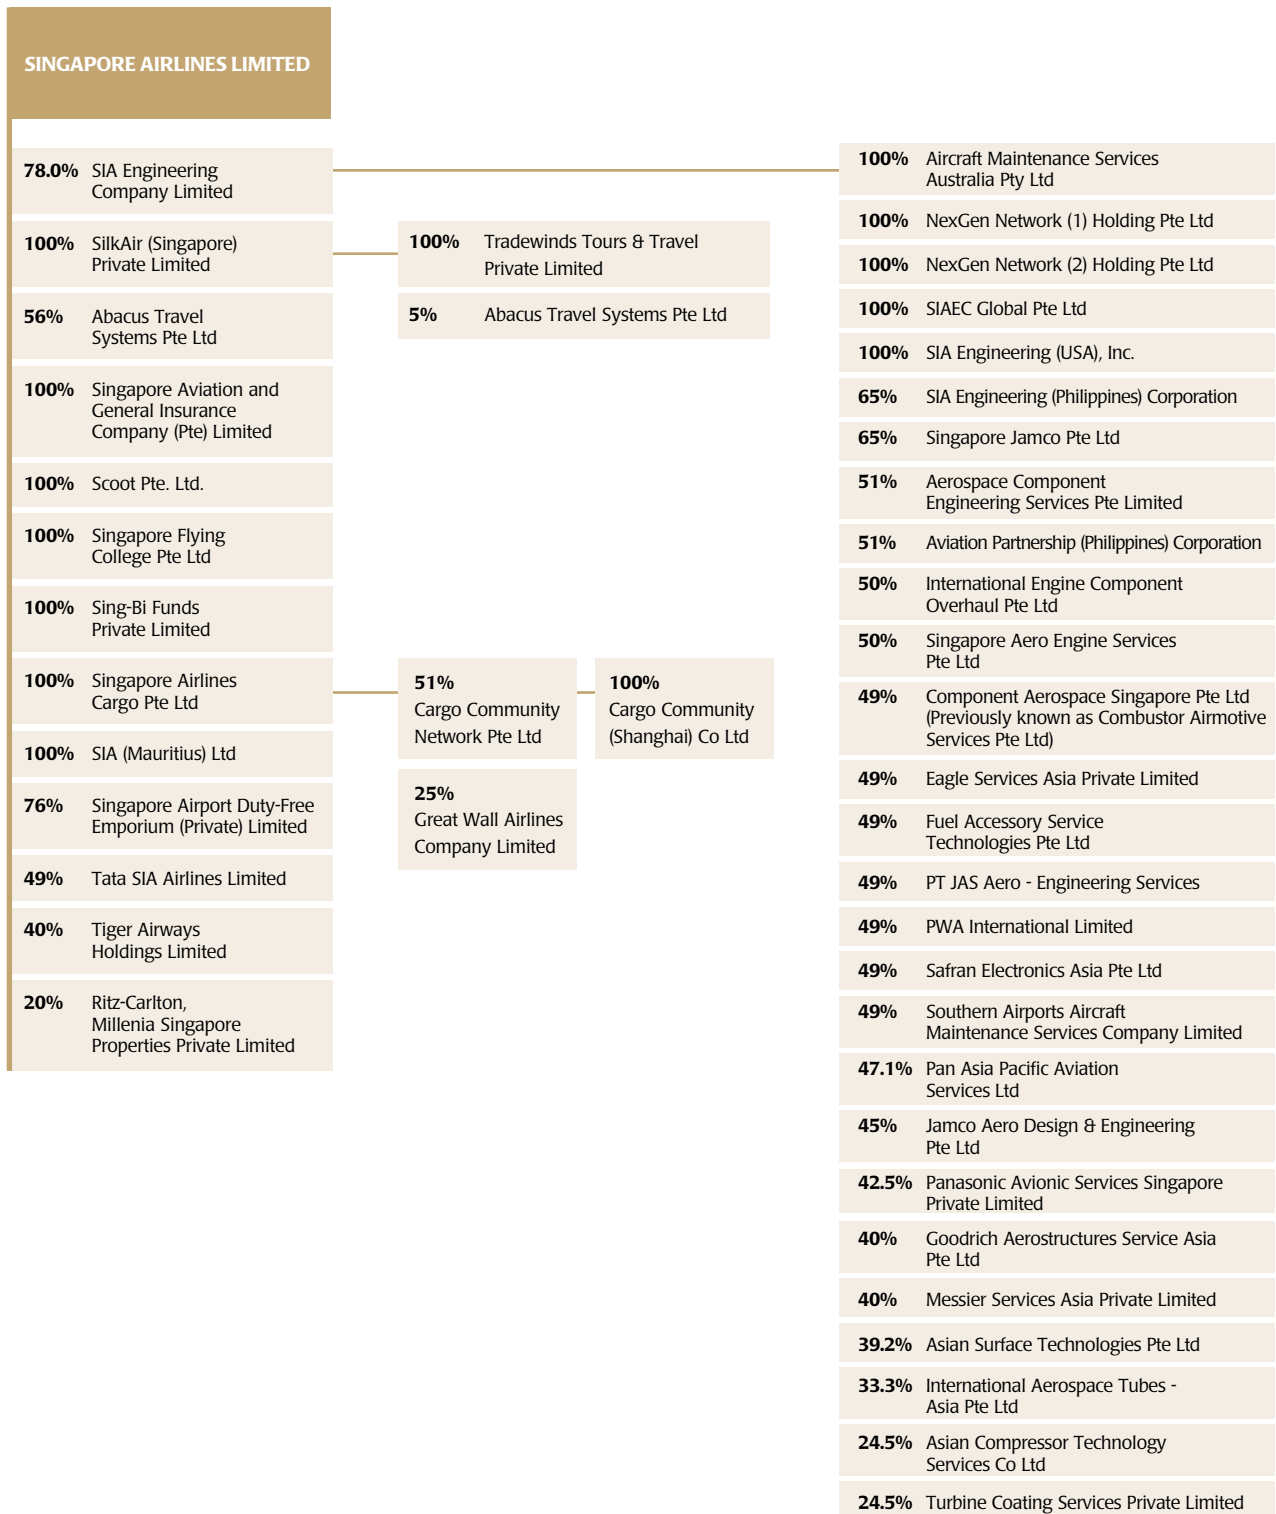 SINGAPORE AIRLINES LIMITED
78.0% SIA Engineering
Company Limited
100% SilkAir (Singapore)
Private Limited
56% Abacus Travel
Systems Pte Ltd
100% Singapore Aviation and
General Insurance
Company (Pte) Limited
100% Scoot Pte. Ltd.
100% Singapore Flying
College Pte Ltd
100% Sing-Bi Funds
Private Limited
100% Singapore Airlines
Cargo Pte Ltd
100% SIA (Mauritius) Ltd
76% Singapore Airport Duty-Free
Emporium (Private) Limited
49% Tata SIA Airlines Limited
40% Tiger Airways
Holdings Limited
20% Ritz-Carlton,
Millenia Singapore
Properties Private Limited
100% Tradewinds Tours & Travel
Private Limited
5% Abacus Travel Systems Pte Ltd
51%
Cargo Community
Network Pte Ltd
100%
Cargo Community
(Shanghai) Co Ltd
25%
Great Wall Airlines
Company Limited
100% Aircraft Maintenance Services
Australia Pty Ltd
100% NexGen Network (1) Holding Pte Ltd
100% NexGen Network (2) Holding Pte Ltd
100% SIAEC Global Pte Ltd
100% SIA Engineering (USA), Inc.
65% SIA Engineering (Philippines) Corporation
65% Singapore Jamco Pte Ltd
51% Aerospace Component
Engineering Services Pte Limited
51% Aviation Partnership (Philippines) Corporation
50% International Engine Component
Overhaul Pte Ltd
50% Singapore Aero Engine Services
Pte Ltd
49% Component Aerospace Singapore Pte Ltd
(Previously known as Combustor Airmotive
Services Pte Ltd)
49% Eagle Services Asia Private Limited
49% Fuel Accessory Service
Technologies Pte Ltd
49% PT JAS Aero - Engineering Services
49% PWA International Limited
49% Safran Electronics Asia Pte Ltd
49% Southern Airports Aircraft
Maintenance Services Company Limited
47.1% Pan Asia Pacific Aviation
Services Ltd
45% Jamco Aero Design & Engineering
Pte Ltd
42.5% Panasonic Avionic Services Singapore
Private Limited
40% Goodrich Aerostructures Service Asia
Pte Ltd
40% Messier Services Asia Private Limited
39.2% Asian Surface Technologies Pte Ltd
33.3% International Aerospace Tubes -
Asia Pte Ltd
24.5% Asian Compressor Technology
Services Co Ltd
24.5% Turbine Coating Services Private Limited